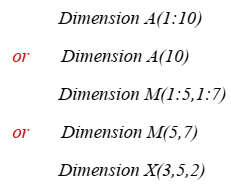 Dimension A(1:10)
or Dimension A(10)
Dimension M(1:5,1:7)
or Dimension M(5,7)
Dimension X(3,5,2)